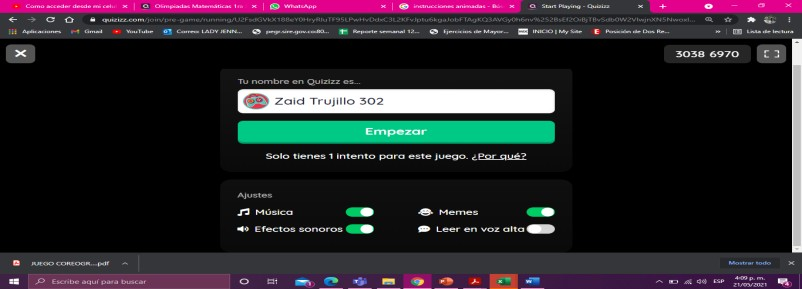 Como acceder desde mi celu
Olimpiadas Matemáticas 1ro
WhatsApp
instrucciones animadas - Bús
Start Playing - Quizizz
quizizz.com/join/pre-game/running/
Aplicaciones
Gmail
YouTube
Correo: LADY JENN...
pegr.sire.gov.co:80...
Reporte semanal 12...
Ejercicios de Mayor...
INICIO | My Site
Posición de Dos Re...
»
Lista de lectura
3038 6970
Tu nombre en Quizizz es...
Zaid Trujillo 302
Empezar
Solo tienes 1 intento para este juego. ¿Por qué?
Ajustes
Música
Memes
Efectos sonoros
Leer en voz alta
JUEGO COREOGR....pdf
Mostrar todo
Escribe aquí para buscar
ESP
4:09 p. m.
21/05/2021